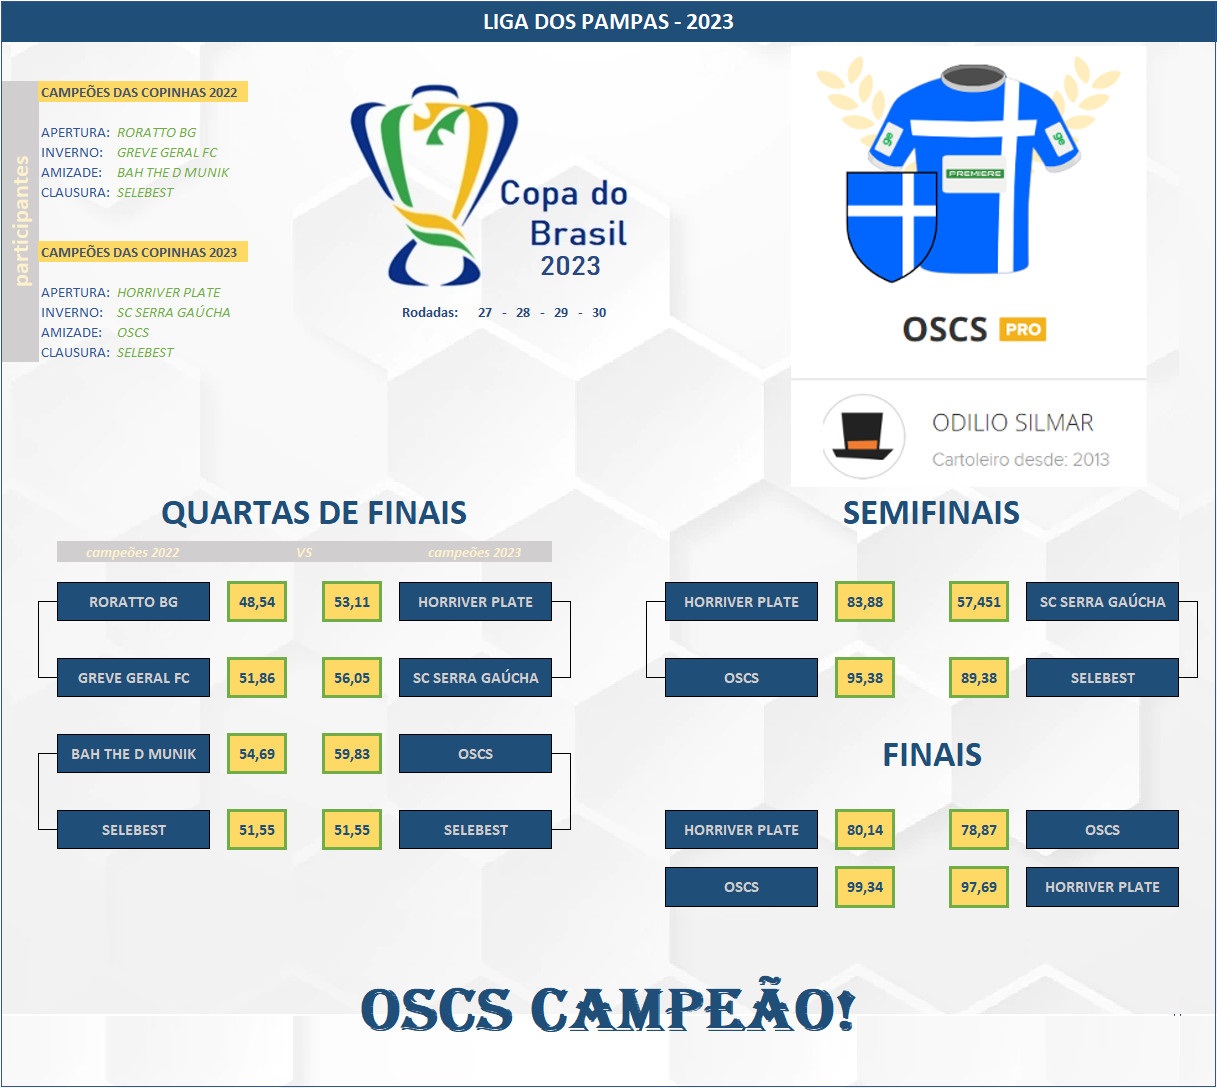 LIGA DOS PAMPAS - 2023
participantes
CAMPEÕES DAS COPINHAS 2022
APERTURA: RORATTO BG
INVERNO: GREVE GERAL FC
AMIZADE: BAH THE D MUNIK
CLAUSURA: SELEBEST
CAMPEÕES DAS COPINHAS 2023
APERTURA: HORRIVER PLATE
INVERNO: SC SERRA GAÚCHA
AMIZADE: OSCS
CLAUSURA: SELEBEST
Copa do
Brasil
2023
Rodadas: 27 - 28 - 29 - 30
ge
ge
PREMIERE
OSCS PRO
ODILIO SILMAR
Cartoleiro desde: 2013
QUARTAS DE FINAIS
campeões 2022 VS campeões 2023
RORATTO BG 48,54 53,11 HORRIVER PLATE
GREVE GERAL FC 51,86 56,05 SC SERRA GAÚCHA
BAH THE D MUNIK 54,69 59,83 OSCS
SELEBEST 51,55 51,55 SELEBEST
SEMIFINAIS
HORRIVER PLATE 83,88 57,451 SC SERRA GAÚCHA
OSCS 95,38 89,38 SELEBEST
FINAIS
HORRIVER PLATE 80,14 78,87 OSCS
OSCS 99,34 97,69 HORRIVER PLATE
OSCS CAMPEÃO!